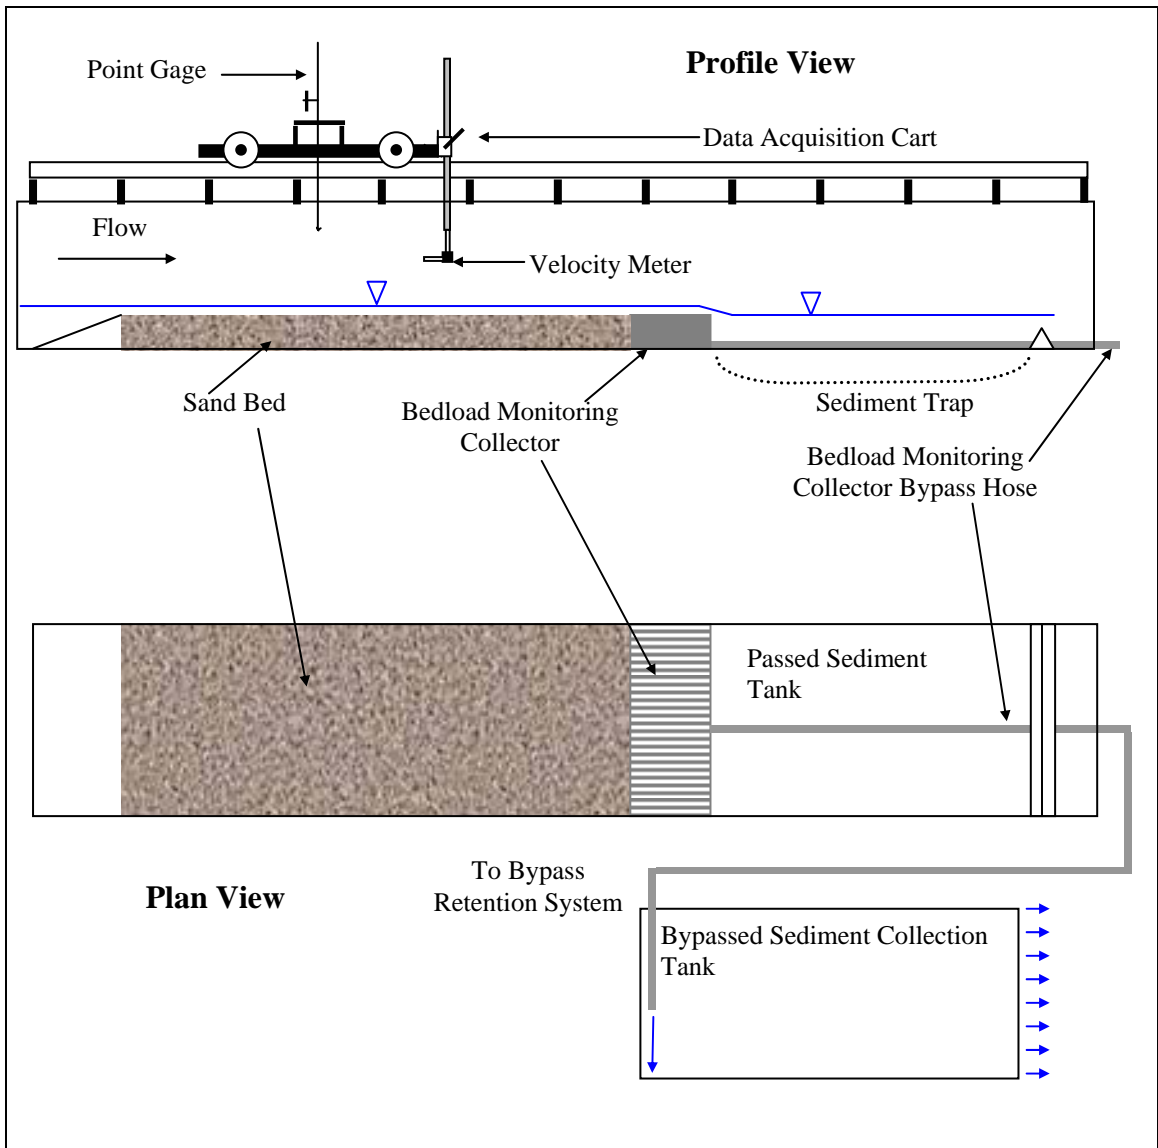 Profile View
Point Gage
Data Acquisition Cart
Flow
Velocity Meter
Sand Bed
Bedload Monitoring
Collector
Sediment Trap
Bedload Monitoring
Collector Bypass Hose
Passed Sediment
Tank
Plan View
To Bypass
Retention System
Bypassed Sediment Collection
Tank